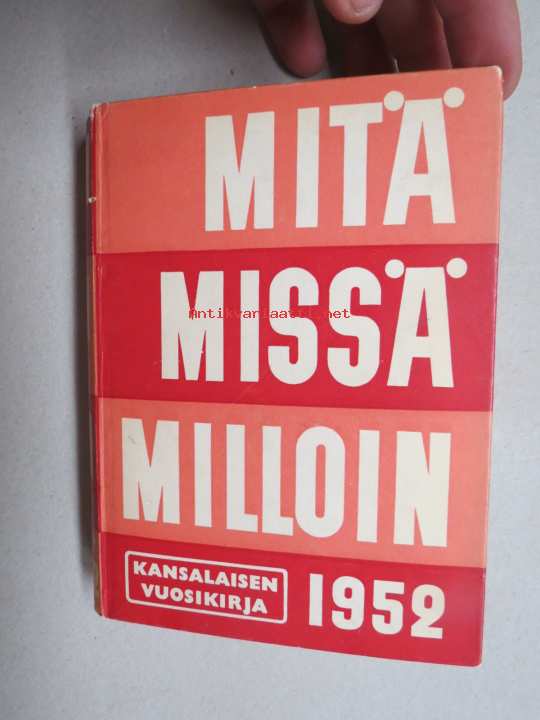 MITÄ
MISSÄ
antikvariaatti.net
MILLOIN
KANSALAISEN
VUOSIKIRJA
1952